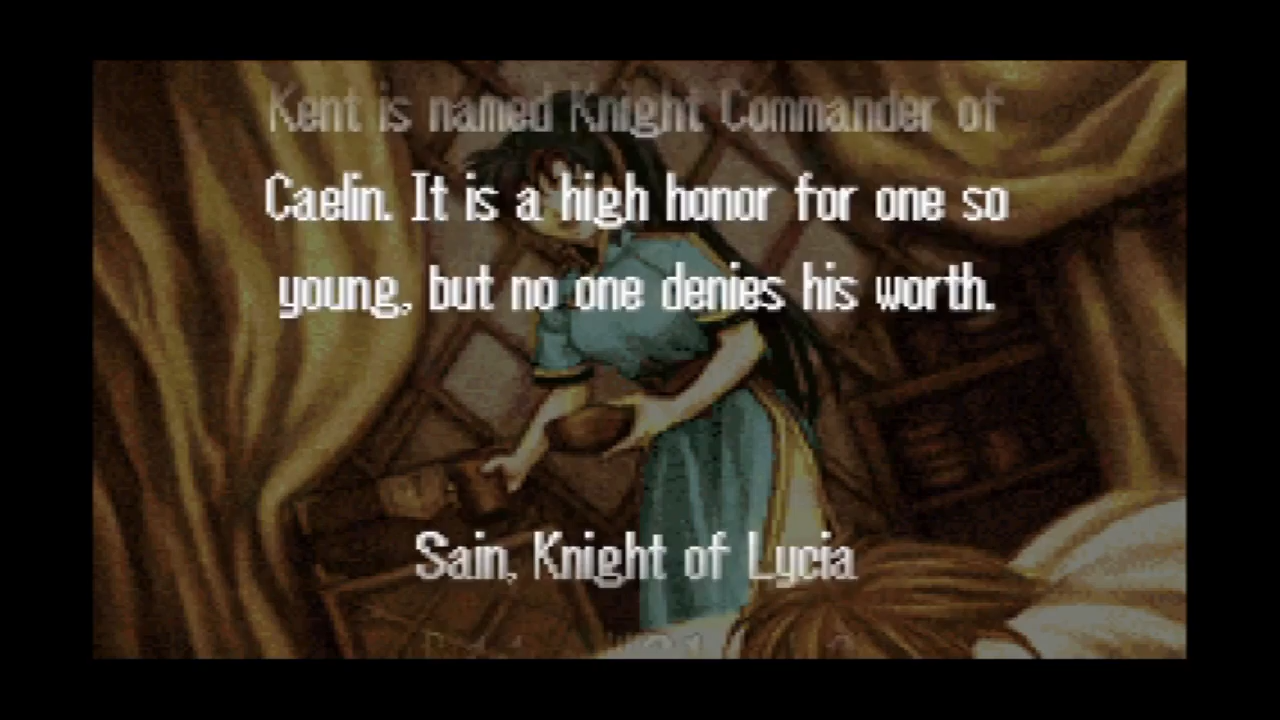 Kent is named Knight Commander of
Caelin. It is a high honor for one so
young, but no one denies his worth.
Sain, Knight of Lycia